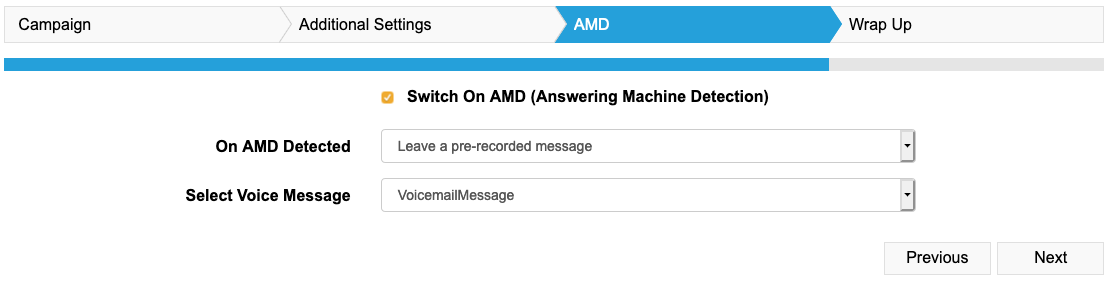 Campaign
Additional Settings
AMD
Wrap Up
Switch On AMD (Answering Machine Detection)
On AMD Detected
Leave a pre-recorded message
Select Voice Message
VoicemailMessage
Previous
Next